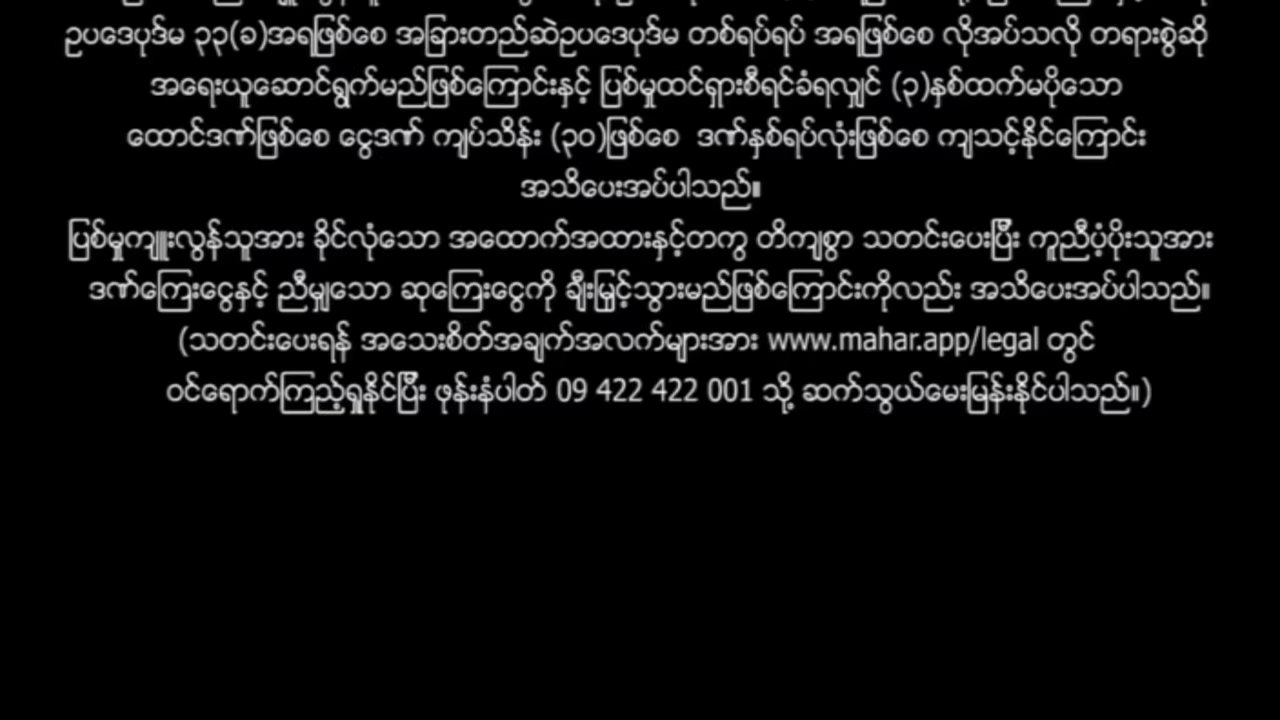 ဥပဒေပုဒ်မ ၃၃(ခ)အရဖြစ်စေ အခြားတည်ဆဲဥပဒေပုဒ်မ တစ်ရပ်ရပ် အရဖြစ်စေ လိုအပ်သလို တရားစွဲဆို
အရေးယူဆောင်ရွက်မည်ဖြစ်ကြောင်းနှင့် ပြစ်မှုထင်ရှားစီရင်ခံရလျှင် (၃)နှစ်ထက်မပိုသော
ထောင်ဒဏ်ဖြစ်စေ ငွေဒဏ် ကျပ်သိန်း (၃၀)ဖြစ်စေ ဒဏ်နှစ်ရပ်လုံးဖြစ်စေ ကျသင့်နိုင်ကြောင်း
အသိပေးအပ်ပါသည်။
ပြစ်မှုကျူးလွန်သူအား ခိုင်လုံသော အထောက်အထားနှင့်တကွ တိကျစွာ သတင်းပေးပြီး ကူညီပံ့ပိုးသူအား
ဒဏ်ကြေးငွေနှင့် ညီမျှသော ဆုကြေးငွေကို ချီးမြှင့်သွားမည်ဖြစ်ကြောင်းကိုလည်း အသိပေးအပ်ပါသည်။
(သတင်းပေးရန် အသေးစိတ်အချက်အလက်များအား www.mahar.app/legal တွင်
ဝင်ရောက်ကြည့်ရှုနိုင်ပြီး ဖုန်းနံပါတ် 09 422 422 001 သို့ ဆက်သွယ်မေးမြန်းနိုင်ပါသည်။)